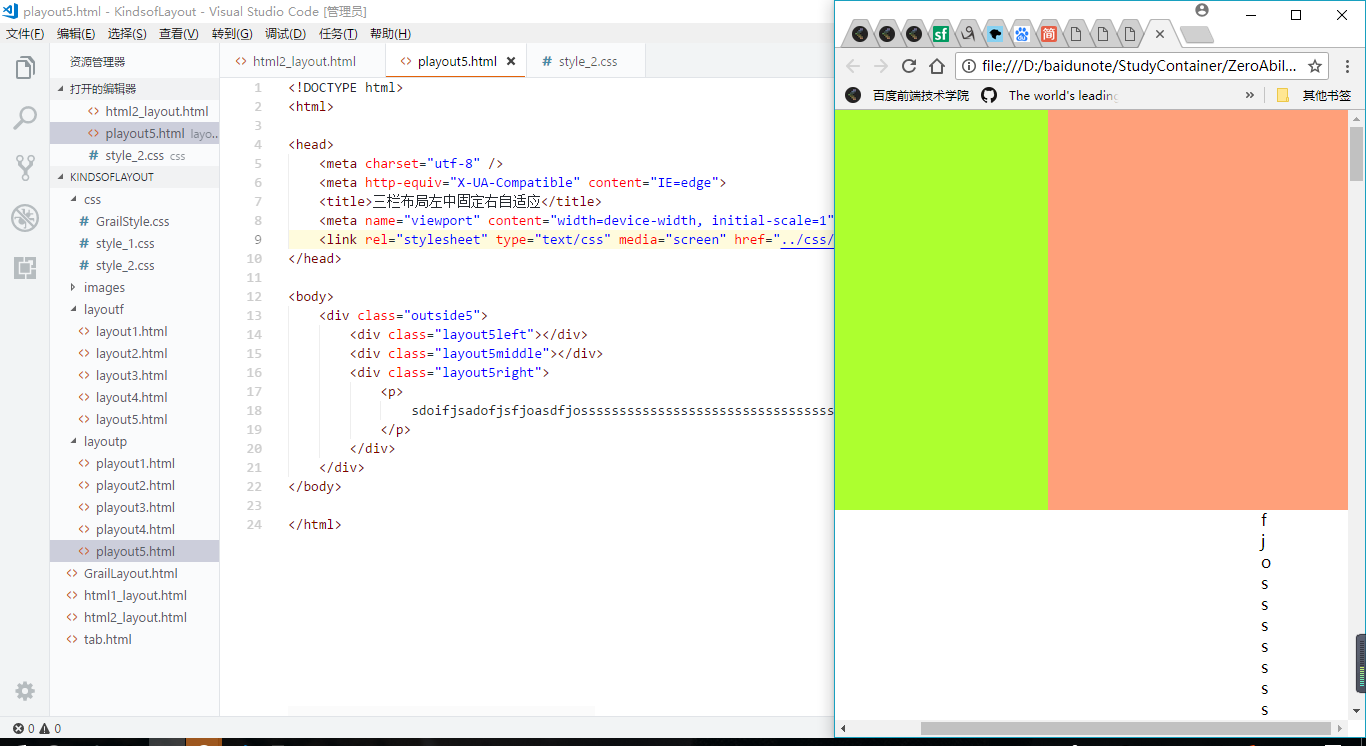 playout5.html - KindsofLayout - Visual Studio Code [管理员]
文件(F) 编辑(E) 选择(S) 查看(V) 转到(G) 调试(D) 任务(T) 帮助(H)
资源管理器
打开的编辑器
html2_layout.html
playout5.html layo...
style_2.css css
KINDSOFLAYOUT
css
GrailStyle.css
style_1.css
style_2.css
images
layoutf
layout1.html
layout2.html
layout3.html
layout4.html
layout5.html
layoutp
playout1.html
playout2.html
playout3.html
playout4.html
playout5.html
GrailLayout.html
html1_layout.html
html2_layout.html
tab.html
html2_layout.html playout5.html style_2.css
1 <!DOCTYPE html>
2 <html>
3
4 <head>
5 <meta charset="utf-8" />
6 <meta http-equiv="X-UA-Compatible" content="IE=edge">
7 <title>三栏布局左中固定右自适应</title>
8 <meta name="viewport" content="width=device-width, initial-scale=1"
9 <link rel="stylesheet" type="text/css" media="screen" href="../css/
10 </head>
11
12 <body>
13 <div class="outside5">
14 <div class="layout5left"></div>
15 <div class="layout5middle"></div>
16 <div class="layout5right">
17 <p>
18 sdoifjsadofjsfjoasdfjossssssssssssssssssssssssssssssssss
19 </p>
20 </div>
21 </div>
22 </body>
23
24 </html>
0 0
sf 简
file:///D:/baidunote/StudyContainer/ZeroAbil...
百度前端技术学院 The world's leading » 其他书签
f
j
o
s
s
s
s
s
s
s